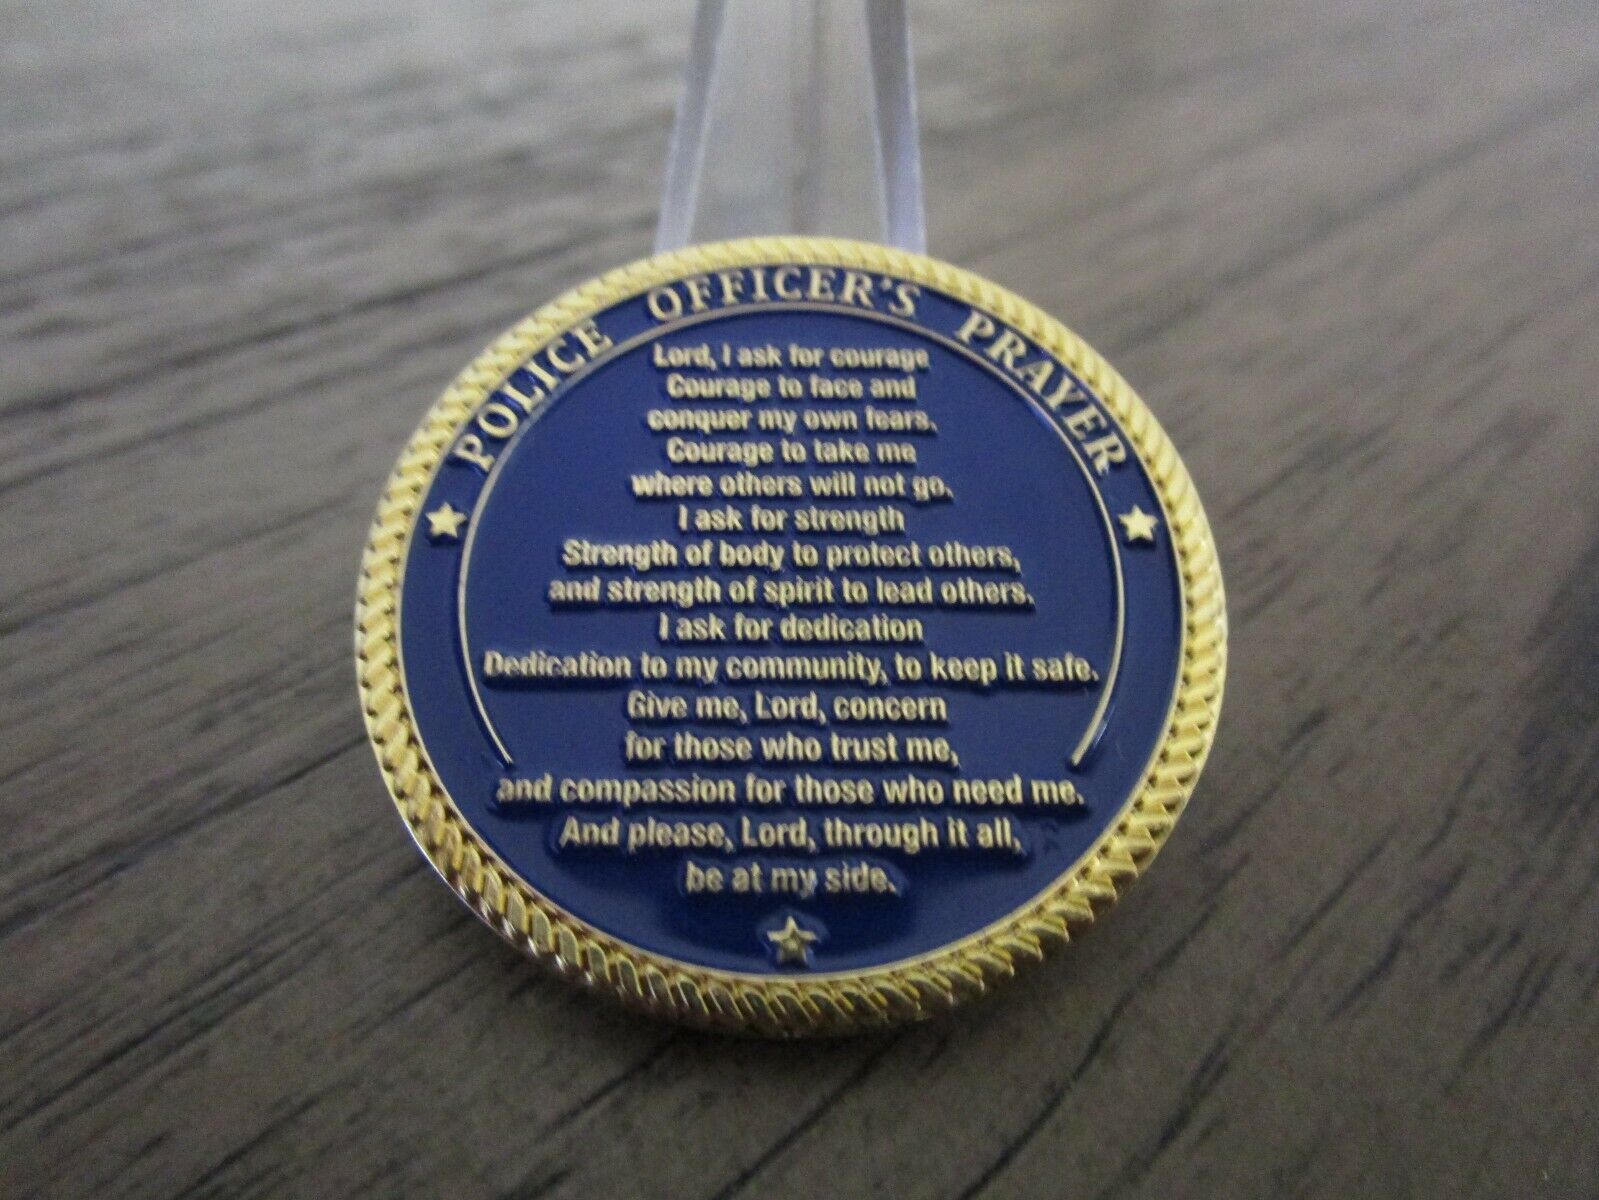 POLICE OFFICER'S PRAYER
Lord, I ask for courage
Courage to face and
conquer my own fears.
Courage to take me
where others will not go.
I ask for strength
Strength of body to protect others,
and strength of spirit to lead others.
I ask for dedication
Dedication to my community, to keep it safe.
Give me, Lord, concern
for those who trust me,
and compassion for those who need me.
And please, Lord, through it all,
be at my side.